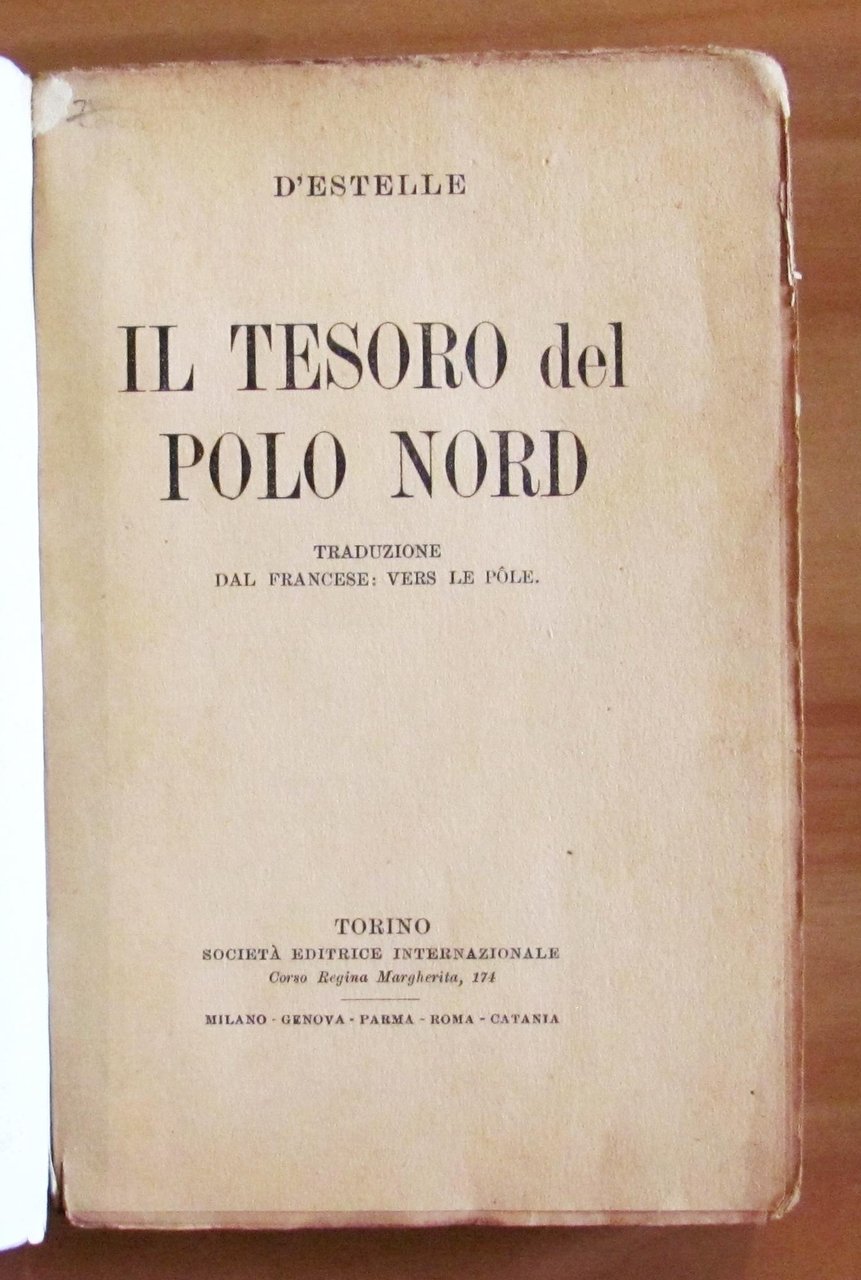 D'ESTELLE
IL TESORO del
POLO NORD
TRADUZIONE
DAL FRANCESE: VERS LE PÔLE.
TORINO
SOCIETÀ EDITRICE INTERNAZIONALE
Corso Regina Margherita, 174
MILANO - GENOVA - PARMA - ROMA - CATANIA